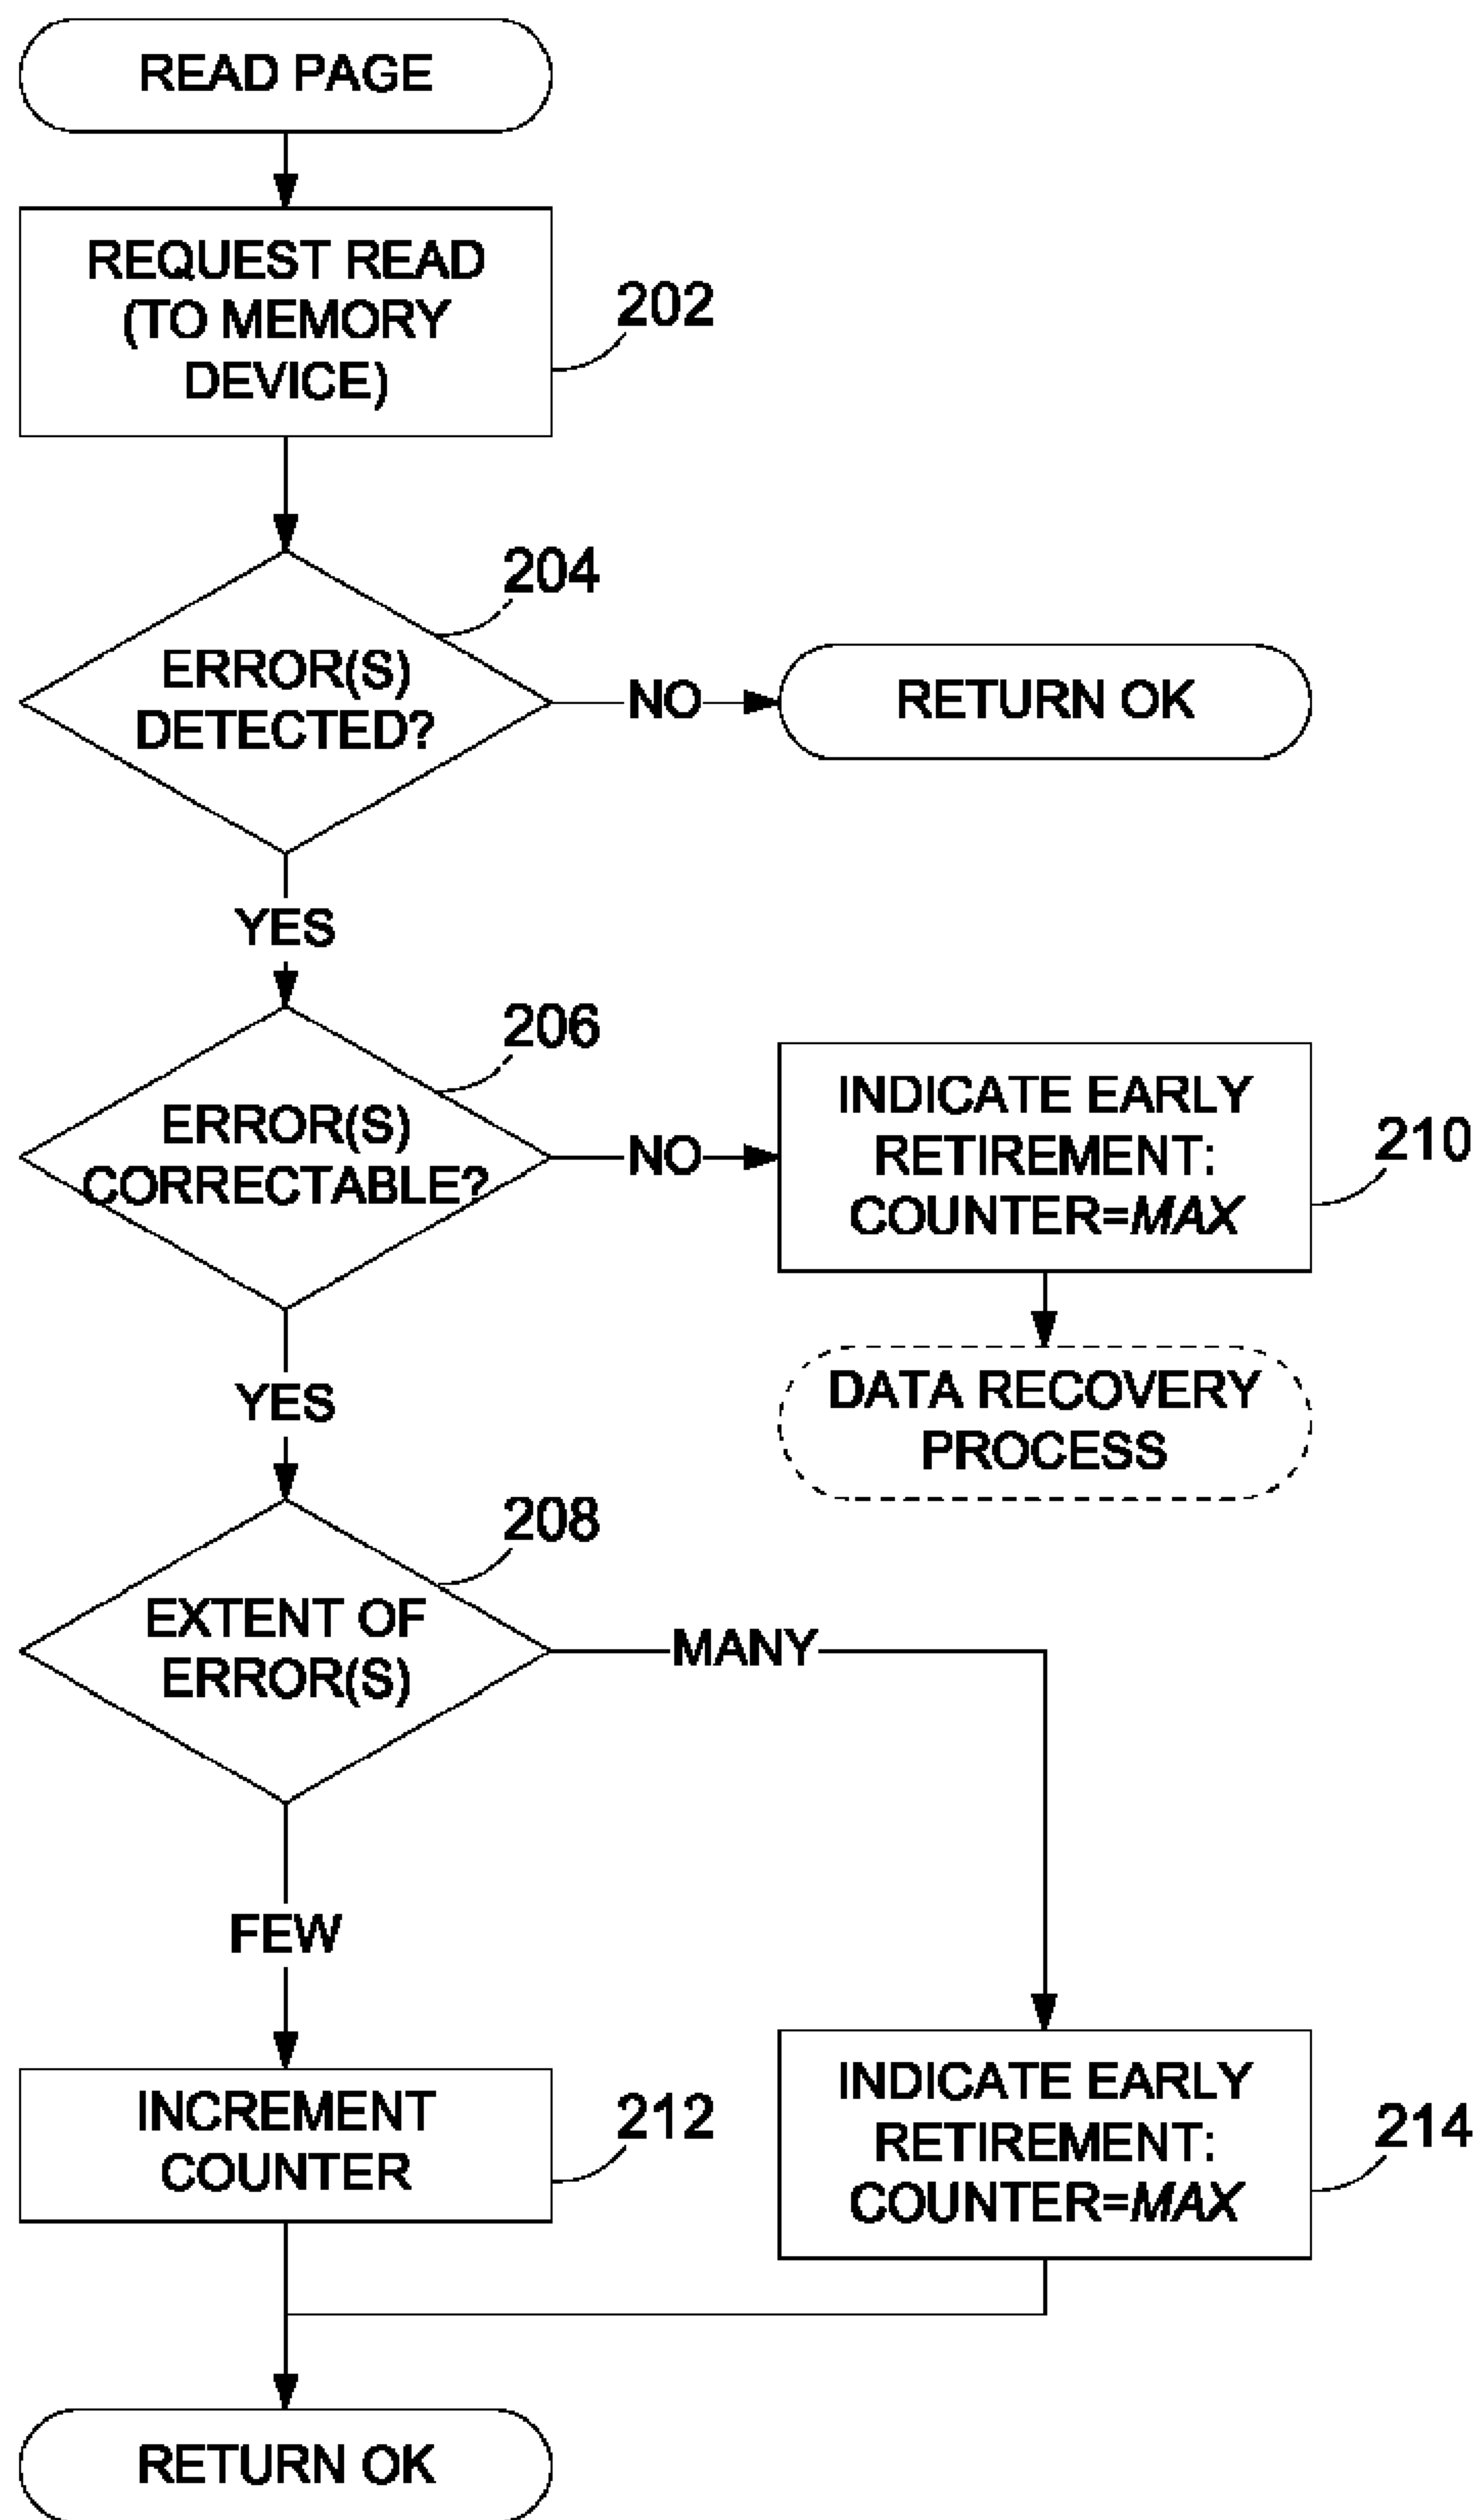 READ PAGE
REQUEST READ
(TO MEMORY
DEVICE)
202
204
ERROR(S)
DETECTED?
NO
RETURN OK
YES
206
ERROR(S)
CORRECTABLE?
NO
INDICATE EARLY
RETIREMENT:
COUNTER=MAX
210
DATA RECOVERY
PROCESS
YES
208
EXTENT OF
ERROR(S)
MANY
FEW
INCREMENT
COUNTER
212
INDICATE EARLY
RETIREMENT:
COUNTER=MAX
214
RETURN OK